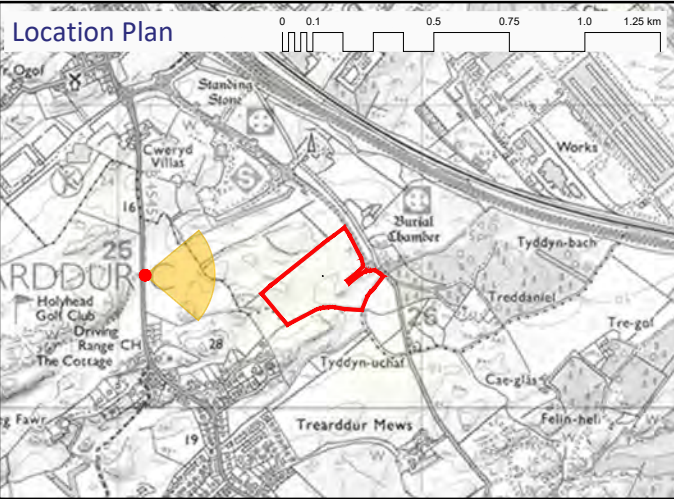 Location Plan
0 0.1 0.5 0.75 1.0 1.25 km
r. Ogof
Standing
Stone
Cweryd
Villas
S
Works
16
B4545
Burial
Chamber
25
ARDDUR
Tyddyn-bach
Holyhead
Golf Club
Treddaniel
Driving
Range CH
The Cottage
28
26
Tre-gof
Tyddyn-uchaf
Cae-glas
eg Fawr
19
Trearddur Mews
Felin-heli
W